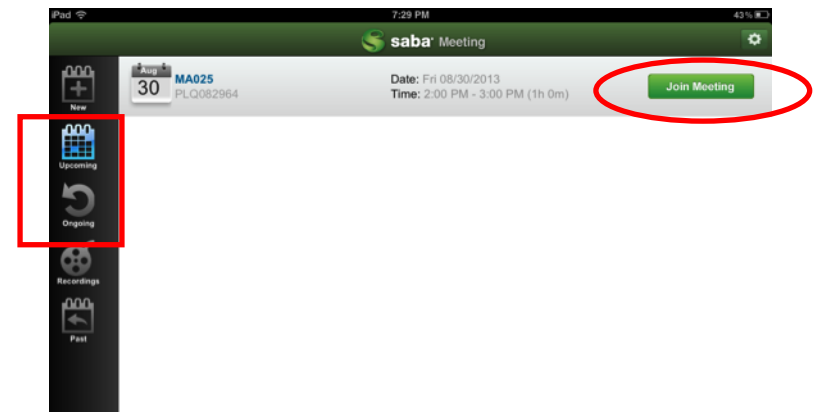 iPad 7:29 PM 43%
saba Meeting
New
Aug
30
MA025
PLQ082964
Date: Fri 08/30/2013
Time: 2:00 PM - 3:00 PM (1h 0m)
Join Meeting
Upcoming
Ongoing
Recordings
Past